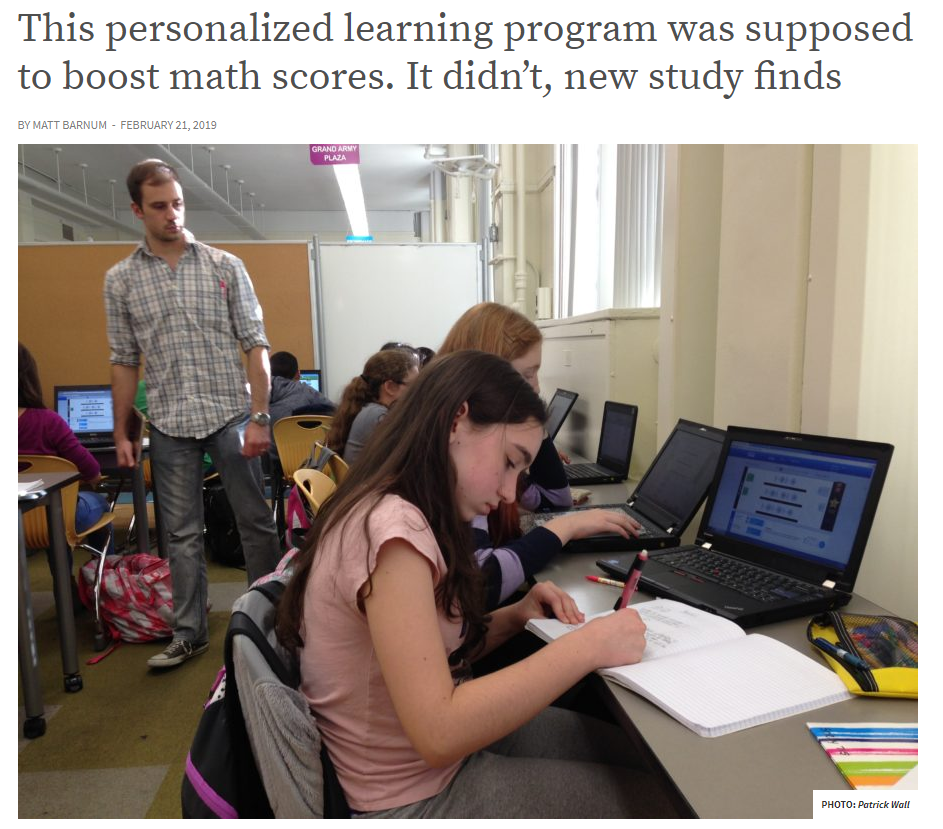 This personalized learning program was supposed
to boost math scores. It didn’t, new study finds
BY MATT BARNUM - FEBRUARY 21, 2019
GRAND ARMY
PLAZA
PHOTO: Patrick Wall